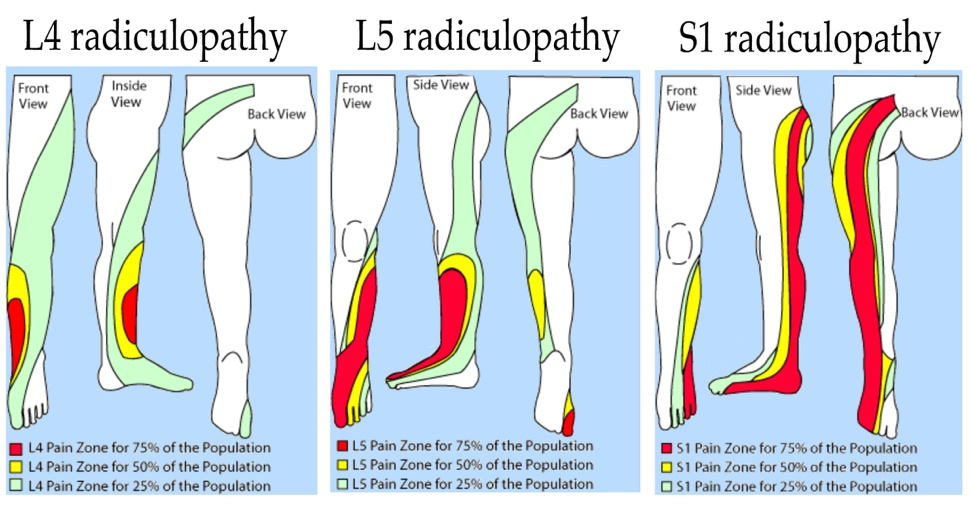 L4 radiculopathy
Front
View
Inside
View
Back View
L4 Pain Zone for 75% of the Population
L4 Pain Zone for 50% of the Population
L4 Pain Zone for 25% of the Population
L5 radiculopathy
Front
View
Side View
Back View
L5 Pain Zone for 75% of the Population
L5 Pain Zone for 50% of the Population
L5 Pain Zone for 25% of the Population
S1 radiculopathy
Front
View
Side View
Back View
S1 Pain Zone for 75% of the Population
S1 Pain Zone for 50% of the Population
S1 Pain Zone for 25% of the Population